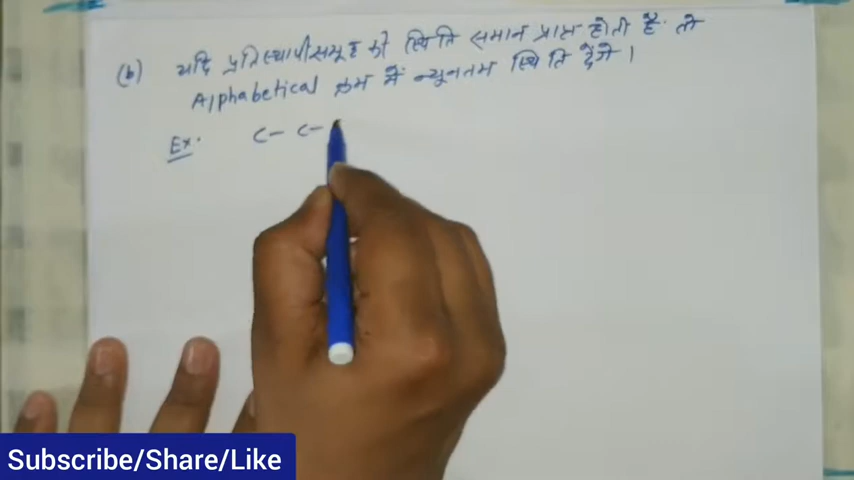 (b) यदि प्रतिस्थापी समूह की स्थिति समान प्राप्त होती है तो
Alphabetical क्रम में न्यूनतम स्थिति देंगे ।
Ex. C- C-
Subscribe/Share/Like